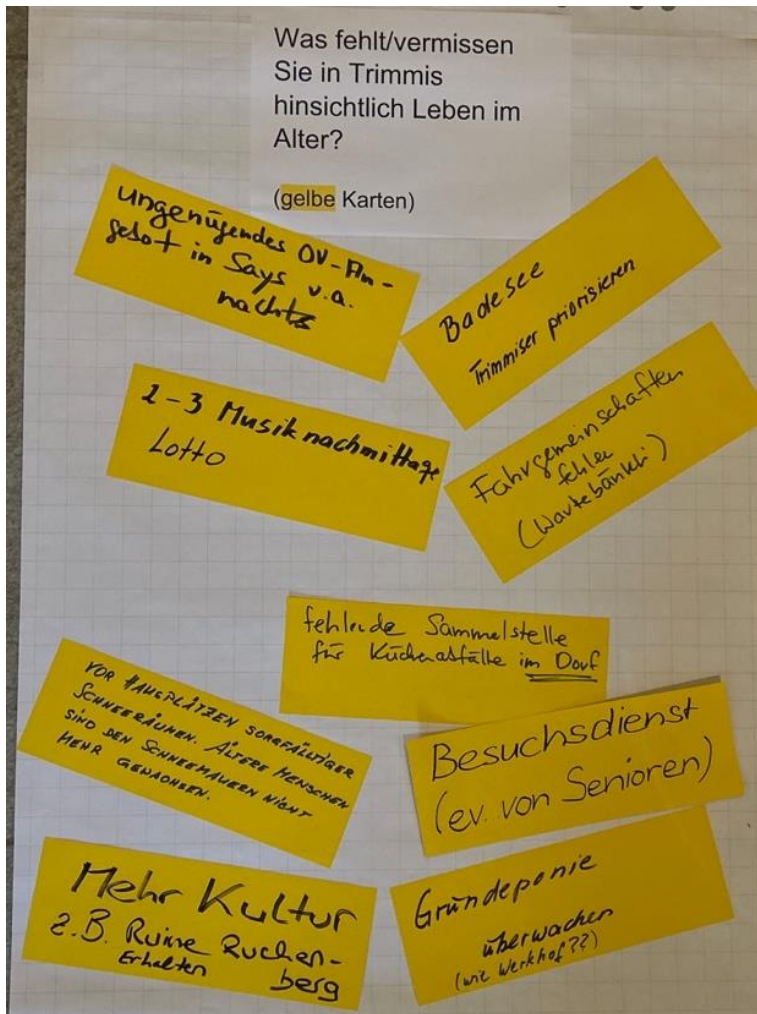 Was fehlt/vermissen
Sie in Trimmis
hinsichtlich Leben im
Alter?
(gelbe Karten)
ungenügendes ÖV-An-
gebot in Says v.a.
nachts
Badesee
Trimmiser priorisieren
2-3 Musiknachmittage
Lotto
Fahrgemeinschaften
fehlen
(Wartebänkli)
fehlende Sammelstelle
für Küchenabfälle im Dorf
VOR HAUSPLÄTZEN SORGFÄLTIGER
SCHNEERÄUMEN. ÄLTERE MENSCHEN
SIND DEN SCHNEEMAUERN NICHT
MEHR GEWACHSEN.
Besuchsdienst
(ev. von Senioren)
Mehr Kultur
z.B. Ruine Ruchen-
berg
Erhalten
Gründeponie
überwachen
(wie Werkhof??)